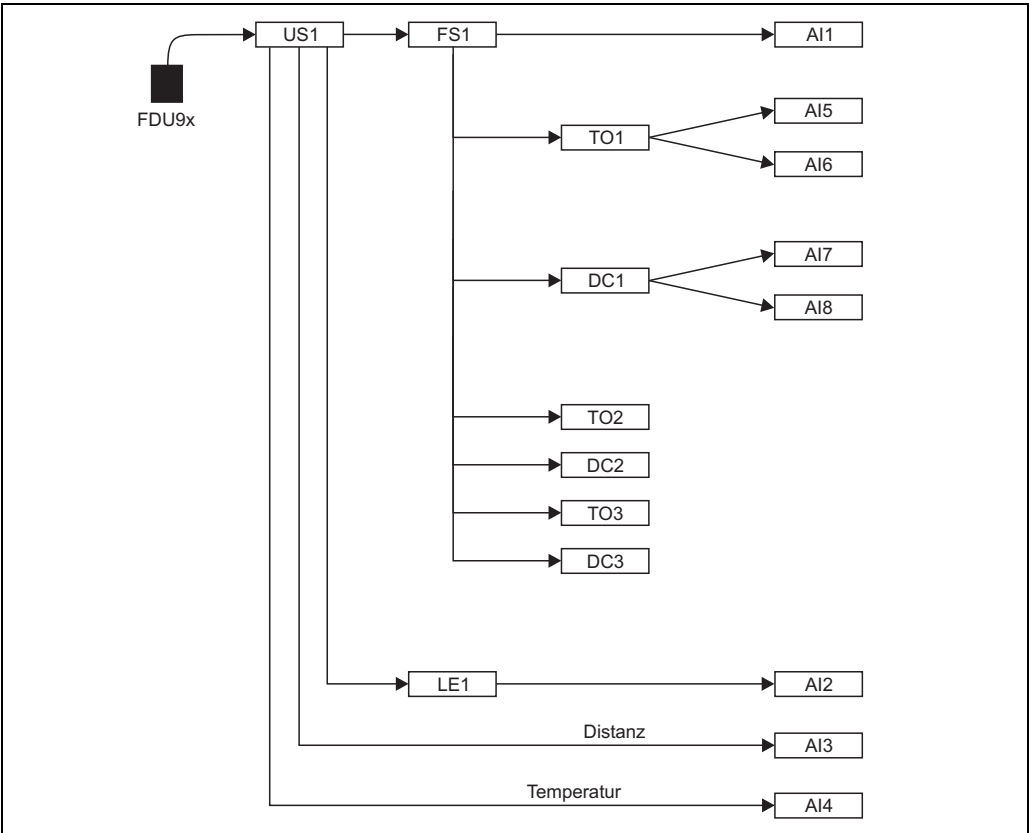 US1
FS1
AI1
FDU9x
AI5
TO1
AI6
AI7
DC1
AI8
TO2
DC2
TO3
DC3
LE1
AI2
Distanz
AI3
Temperatur
AI4